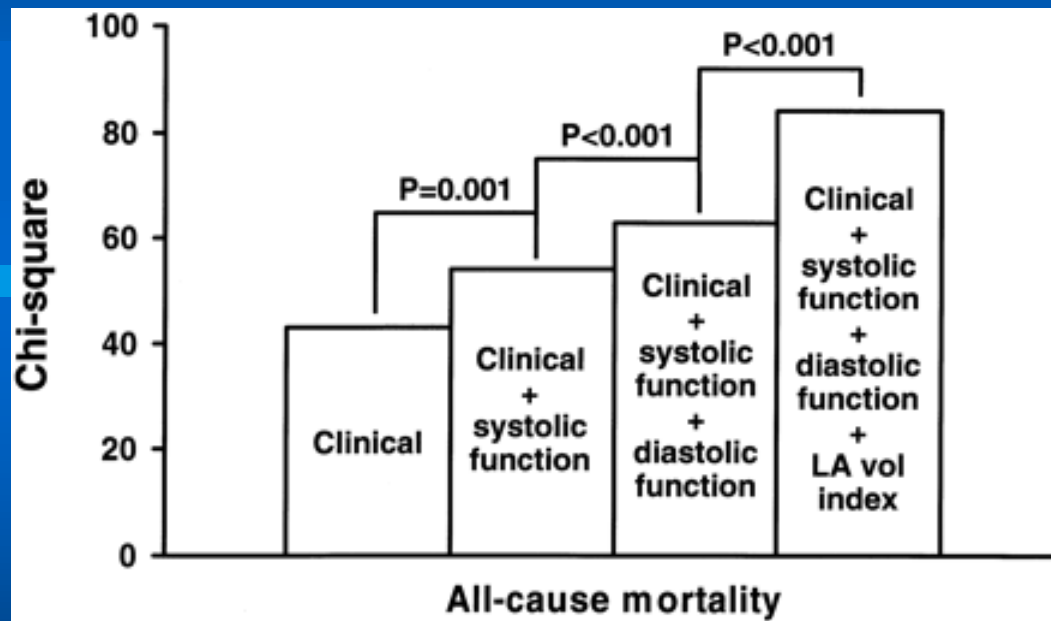 100
80
60
40
20
0
Chi-square
P=0.001
P<0.001
P<0.001
Clinical
Clinical
+
systolic
function
Clinical
+
systolic
function
+
diastolic
function
Clinical
+
systolic
function
+
diastolic
function
+
LA vol
index
All-cause mortality